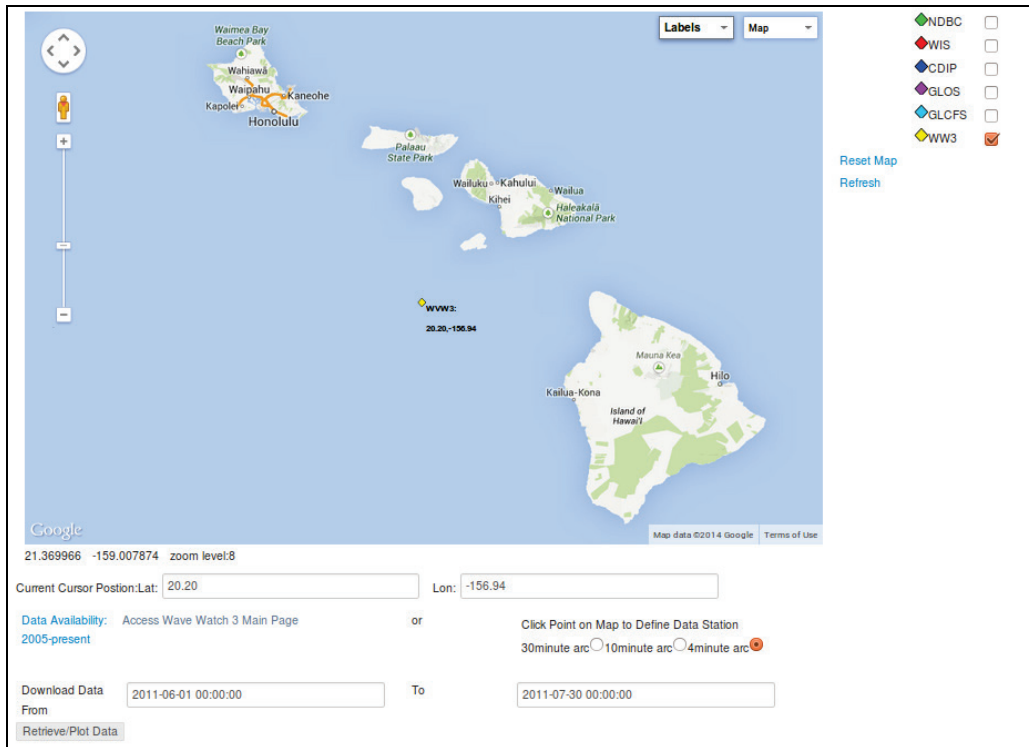 Labels
Map
NDBC
WIS
CDIP
GLOS
GLCFS
WW3
Reset Map
Refresh
Waimea Bay
Beach Park
Wahiawā
Waipahu
Kaneohe
Kapolei
Honolulu
Palaau
State Park
Wailuku
Kahului
Wailua
Kihei
Haleakalā
National Park
WVW3:
20.20,-156.94
Mauna Kea
Hilo
Kailua-Kona
Island of
Hawai'I
Google
Map data ©2014 Google
Terms of Use
21.369966 -159.007874 zoom level:8
Current Cursor Postion:Lat: 20.20 Lon: -156.94
Data Availability: Access Wave Watch 3 Main Page or Click Point on Map to Define Data Station
2005-present
30minute arc 10minute arc 4minute arc
Download Data
From
2011-06-01 00:00:00 To 2011-07-30 00:00:00
Retrieve/Plot Data